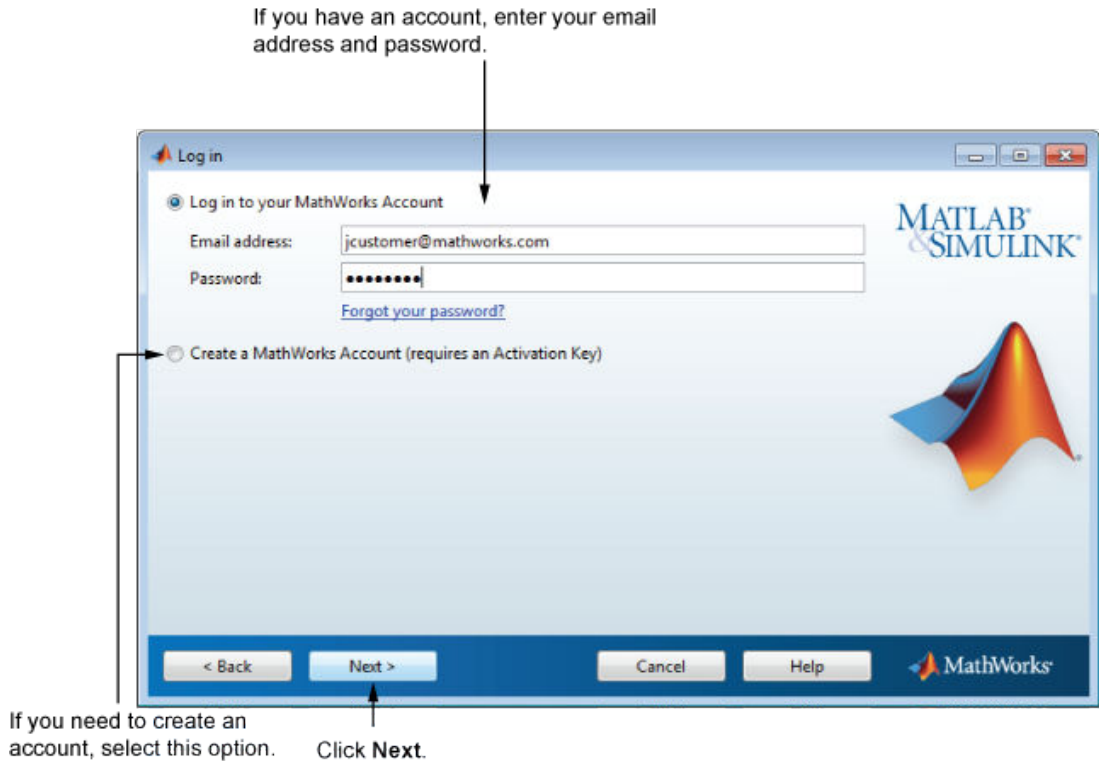 If you have an account, enter your email
address and password.
Log in
Log in to your MathWorks Account
MATLAB®
&SIMULINK®
Email address:
jcustomer@mathworks.com
Password:
••••••••
Forgot your password?
Create a MathWorks Account (requires an Activation Key)
< Back
Next >
Cancel
Help
MathWorks®
If you need to create an
account, select this option.
Click Next.